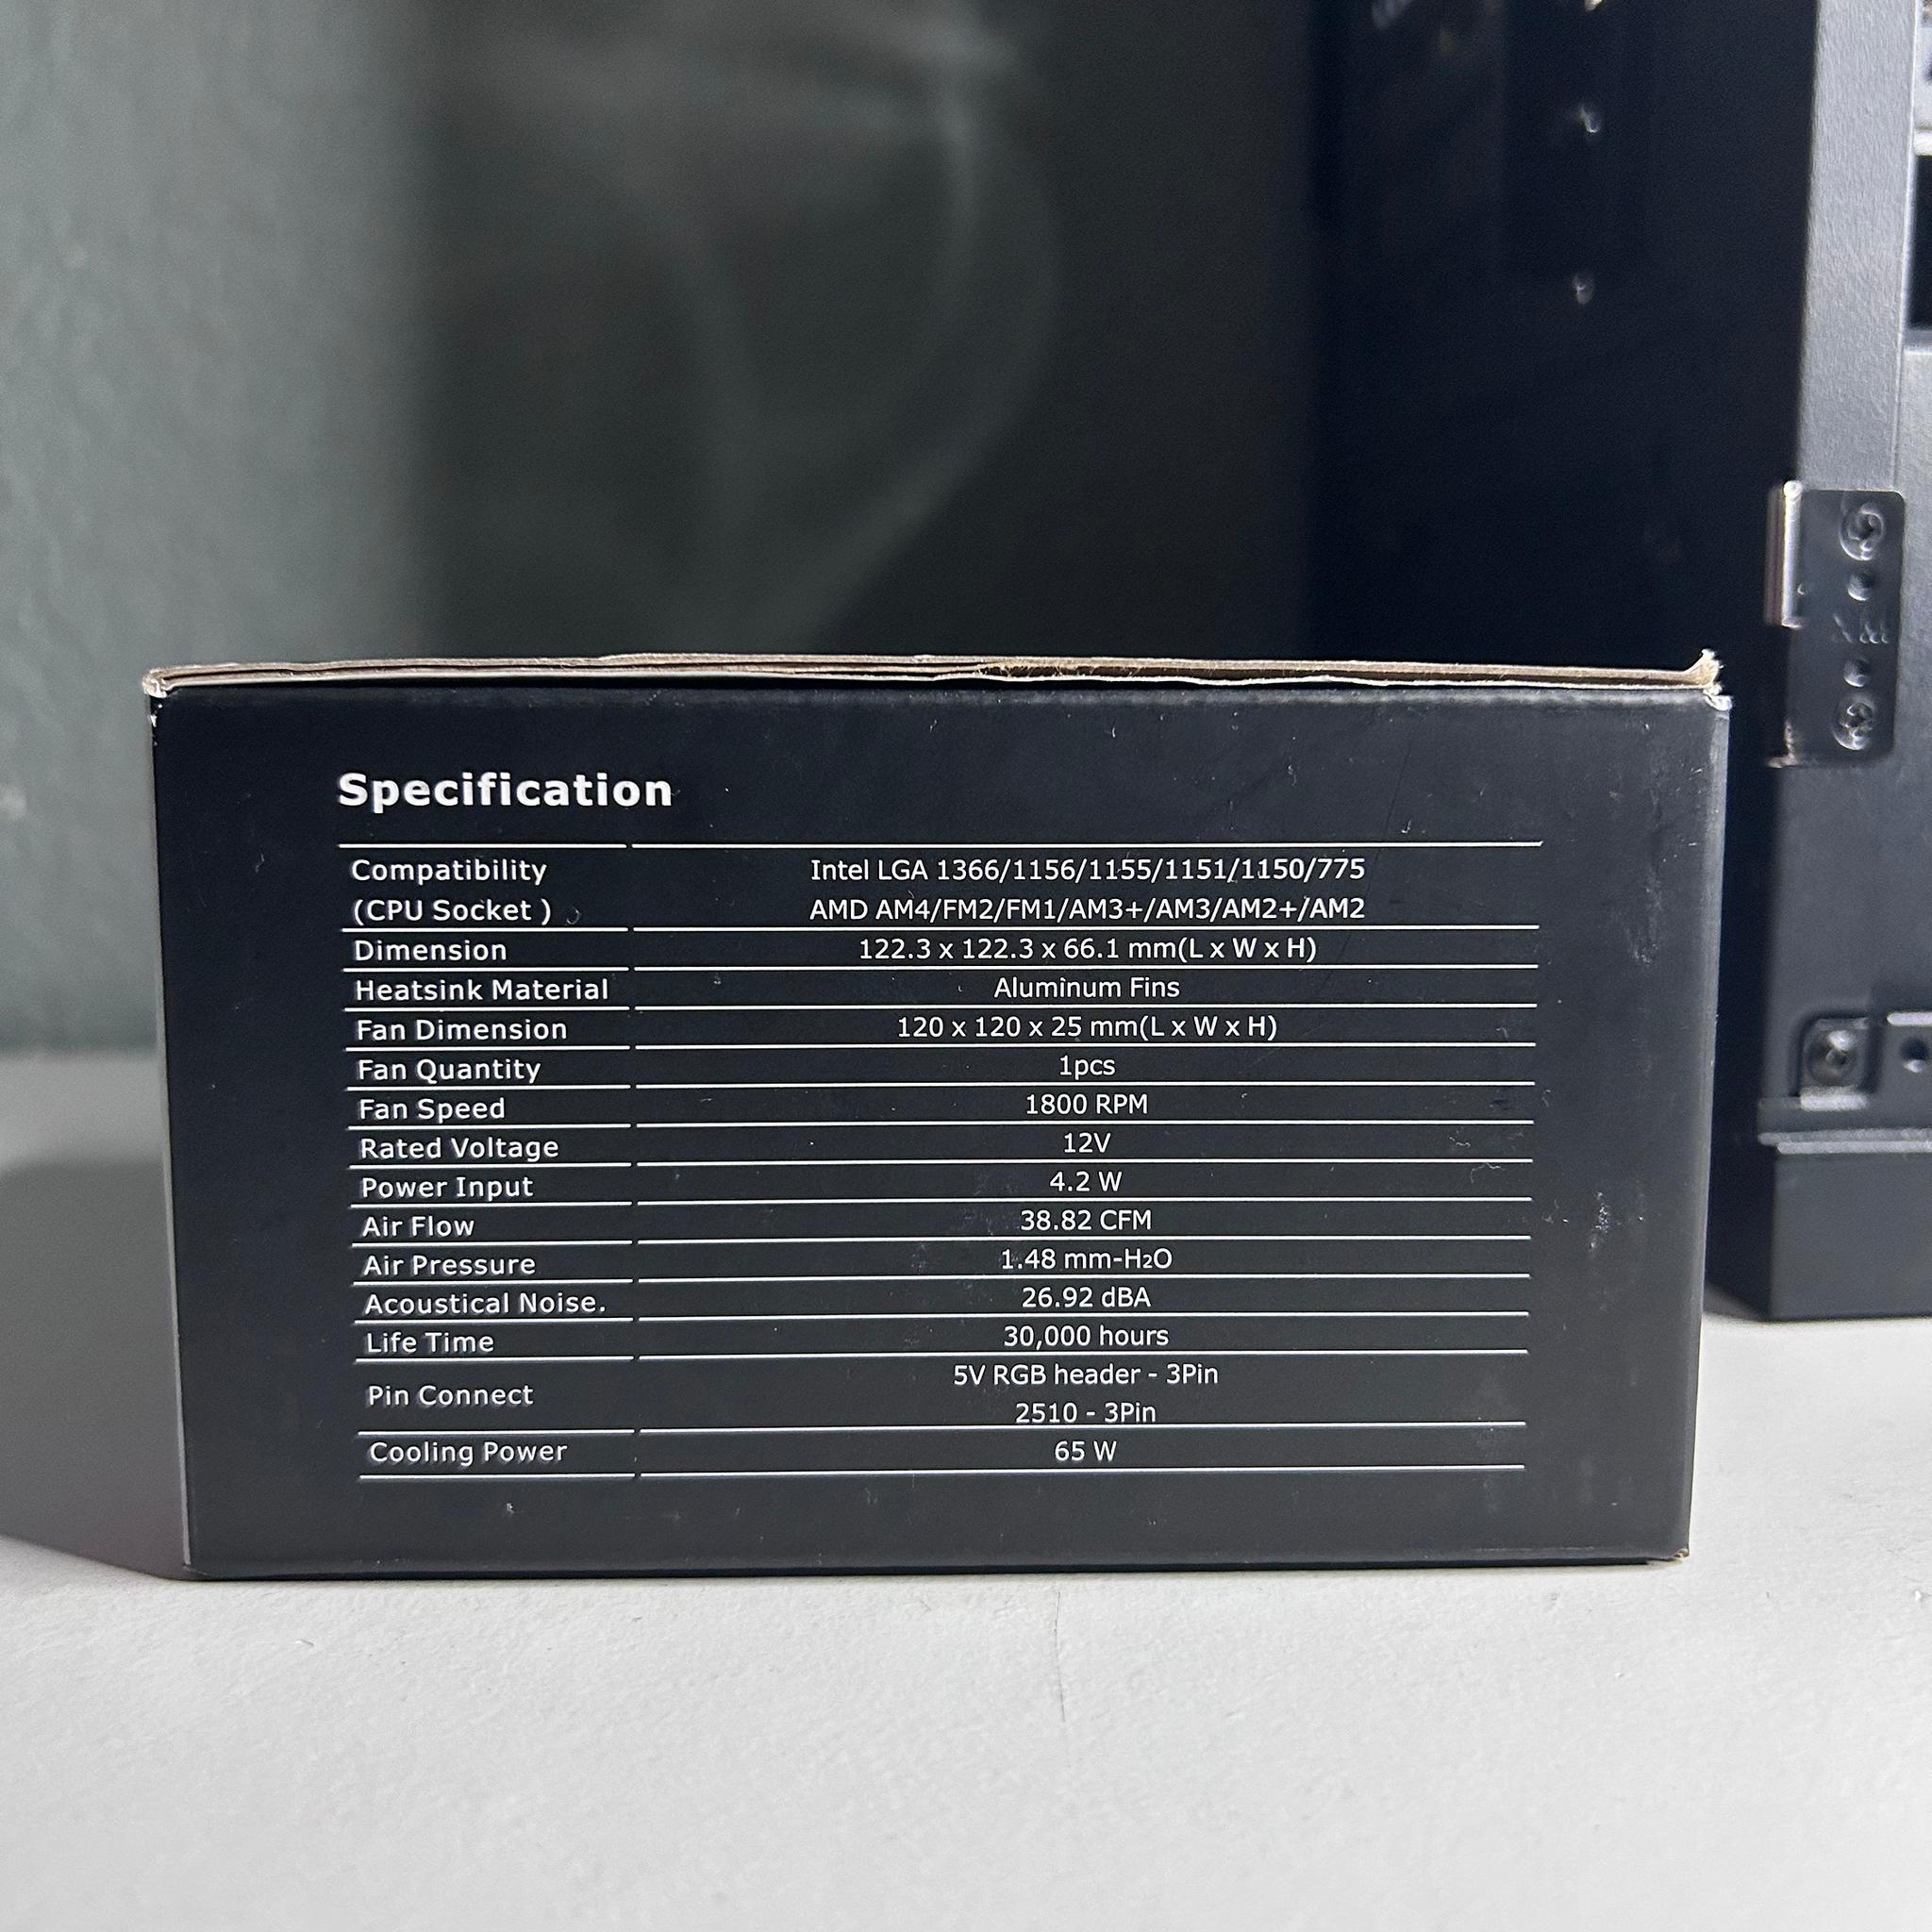 Specification
Compatibility Intel LGA 1366/1156/1155/1151/1150/775
(CPU Socket ) AMD AM4/FM2/FM1/AM3+/AM3/AM2+/AM2
Dimension 122.3 x 122.3 x 66.1 mm(L x W x H)
Heatsink Material Aluminum Fins
Fan Dimension 120 x 120 x 25 mm(L x W x H)
Fan Quantity 1pcs
Fan Speed 1800 RPM
Rated Voltage 12V
Power Input 4.2 W
Air Flow 38.82 CFM
Air Pressure 1.48 mm-H₂O
Acoustical Noise. 26.92 dBA
Life Time 30,000 hours
Pin Connect 5V RGB header - 3Pin
2510 - 3Pin
Cooling Power 65 W